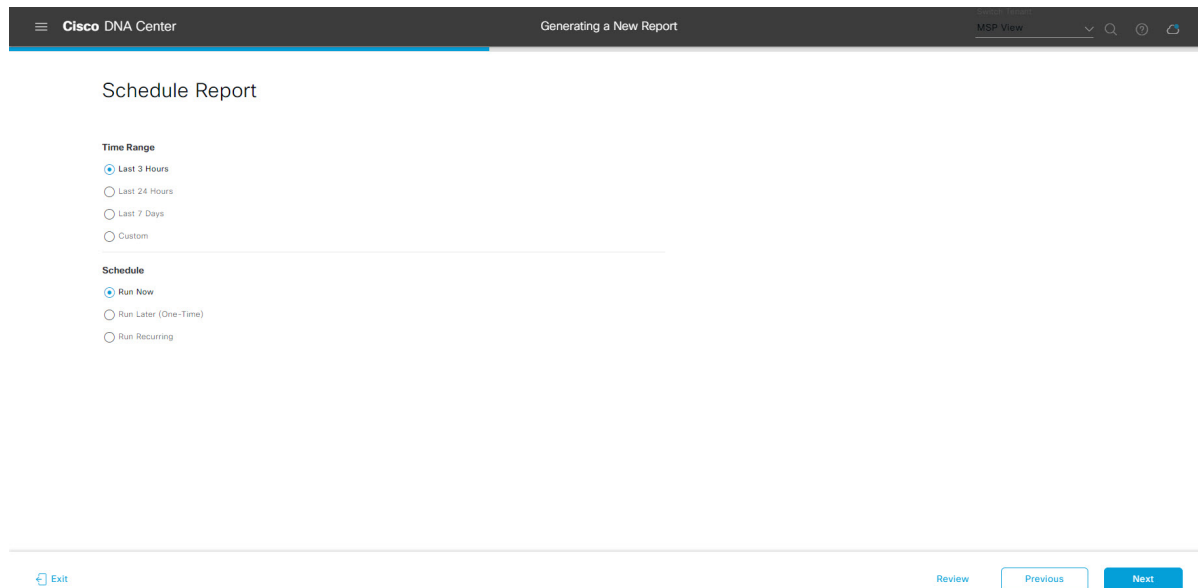 Cisco DNA Center
Generating a New Report
MSP View
Schedule Report
Time Range
Last 3 Hours
Last 24 Hours
Last 7 Days
Custom
Schedule
Run Now
Run Later (One-Time)
Run Recurring
Exit
Review
Previous
Next